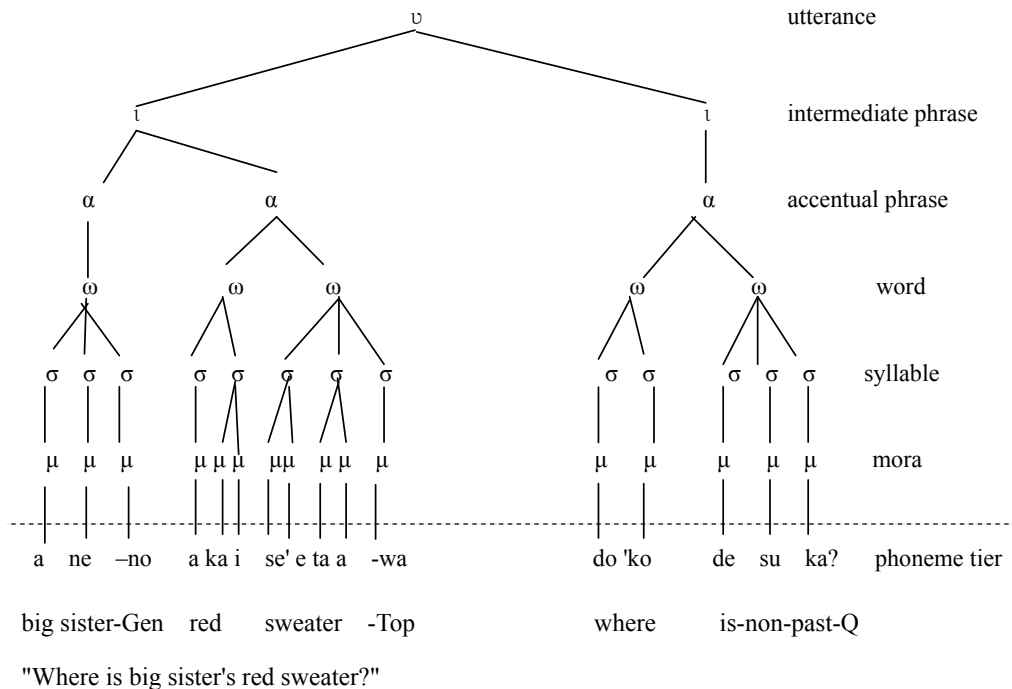 υ utterance
ι ι intermediate phrase
α α α accentual phrase
ω ω ω ω ω word
σ σ σ σ σ σ σ σ σ σ σ σ σ syllable
μ μ μ μ μ μ μμ μ μ μ μ μ μ μ μ mora
a ne –no a ka i se' e ta a -wa do 'ko de su ka? phoneme tier
big sister-Gen red sweater -Top where is-non-past-Q
"Where is big sister's red sweater?"